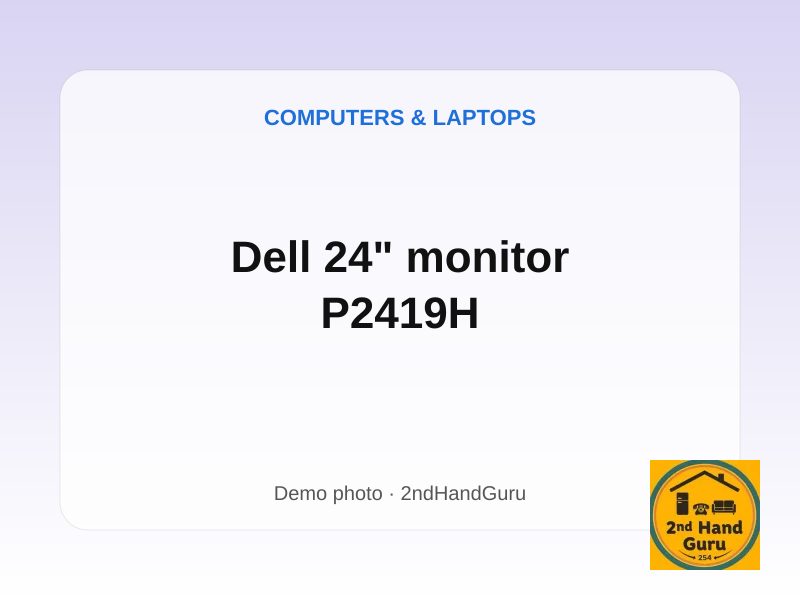 COMPUTERS & LAPTOPS
Dell 24" monitor
P2419H
Demo photo · 2ndHandGuru
2nd Hand
Guru
254